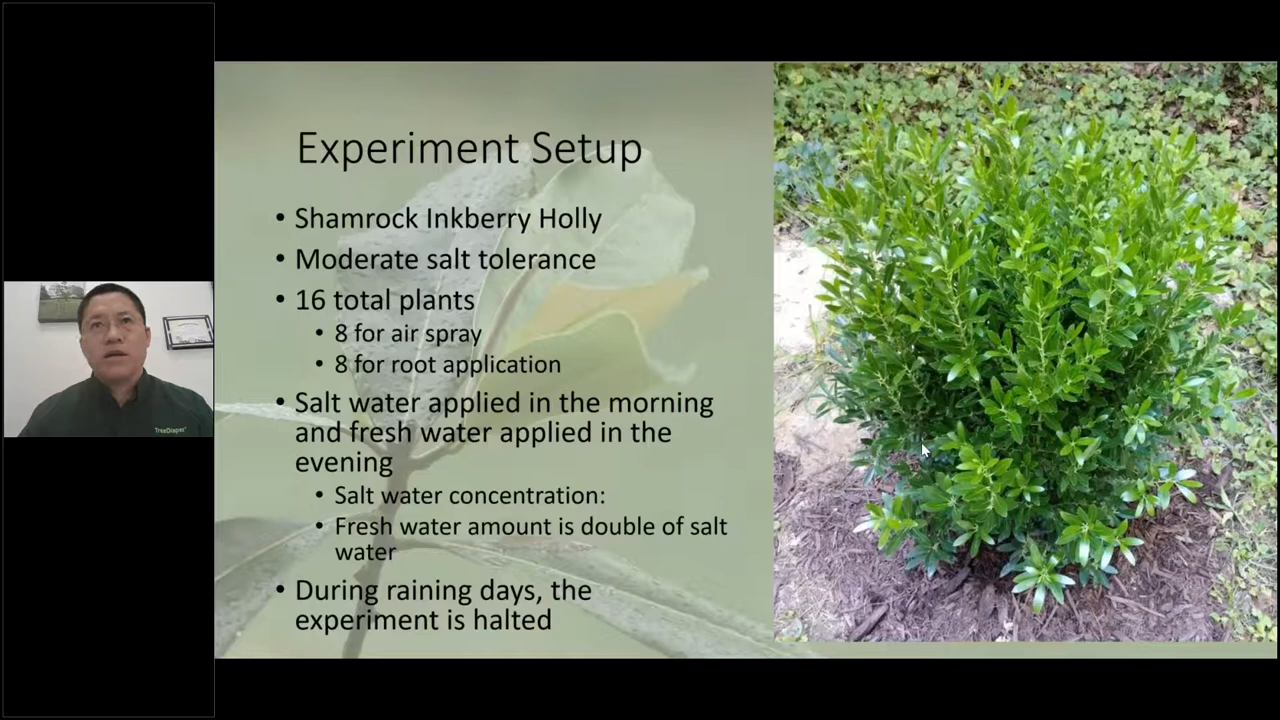 Experiment Setup
• Shamrock Inkberry Holly
• Moderate salt tolerance
• 16 total plants
• 8 for air spray
• 8 for root application
• Salt water applied in the morning
and fresh water applied in the
evening
• Salt water concentration:
• Fresh water amount is double of salt
water
• During raining days, the
experiment is halted
TreeDiaper®